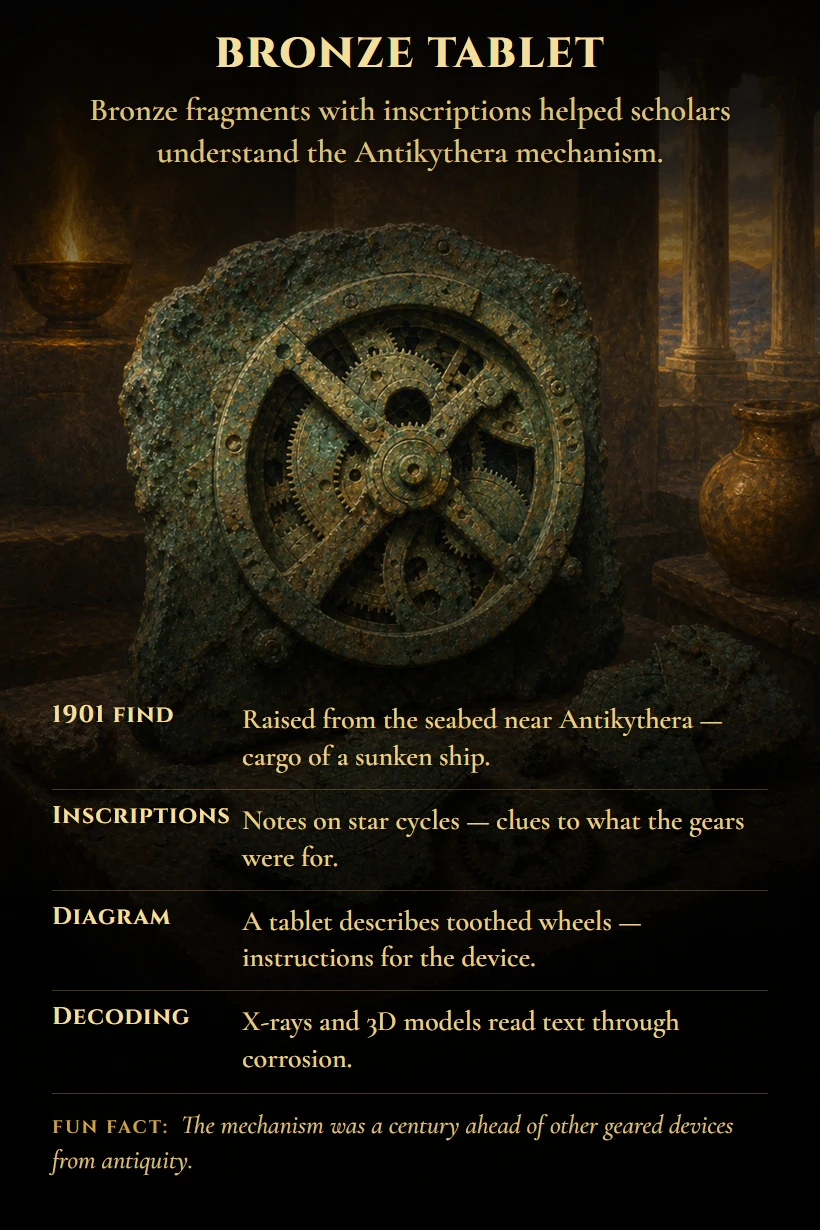 BRONZE TABLET
Bronze fragments with inscriptions helped scholars
understand the Antikythera mechanism.
1901 FIND
Raised from the seabed near Antikythera —
cargo of a sunken ship.
INSCRIPTIONS
Notes on star cycles — clues to what the gears
were for.
DIAGRAM
A tablet describes toothed wheels —
instructions for the device.
DECODING
X-rays and 3D models read text through
corrosion.
FUN FACT: The mechanism was a century ahead of other geared devices
from antiquity.